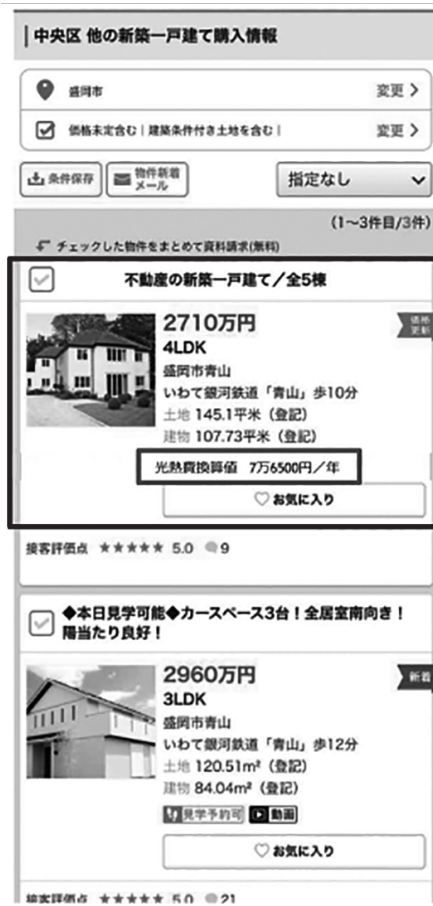 中央区 他の新築一戸建て購入情報
盛岡市 変更
価格未定含む | 建築条件付き土地を含む | 変更
条件保存 物件新着メール 指定なし
(1〜3件目/3件)
チェックした物件をまとめて資料請求(無料)
不動産の新築一戸建て／全5棟
2710万円
価格更新
4LDK
盛岡市青山
いわて銀河鉄道「青山」歩10分
土地 145.1平米（登記）
建物 107.73平米（登記）
光熱費換算値 7万6500円／年
♡お気に入り
接客評価点 ★★★★★ 5.0 9
◆本日見学可能◆カースペース3台！全居室南向き！
陽当たり良好！
2960万円
新着
3LDK
盛岡市青山
いわて銀河鉄道「青山」歩12分
土地 120.51m²（登記）
建物 84.04m²（登記）
見学予約可 動画
♡お気に入り
接客評価点 ★★★★★ 5.0 21